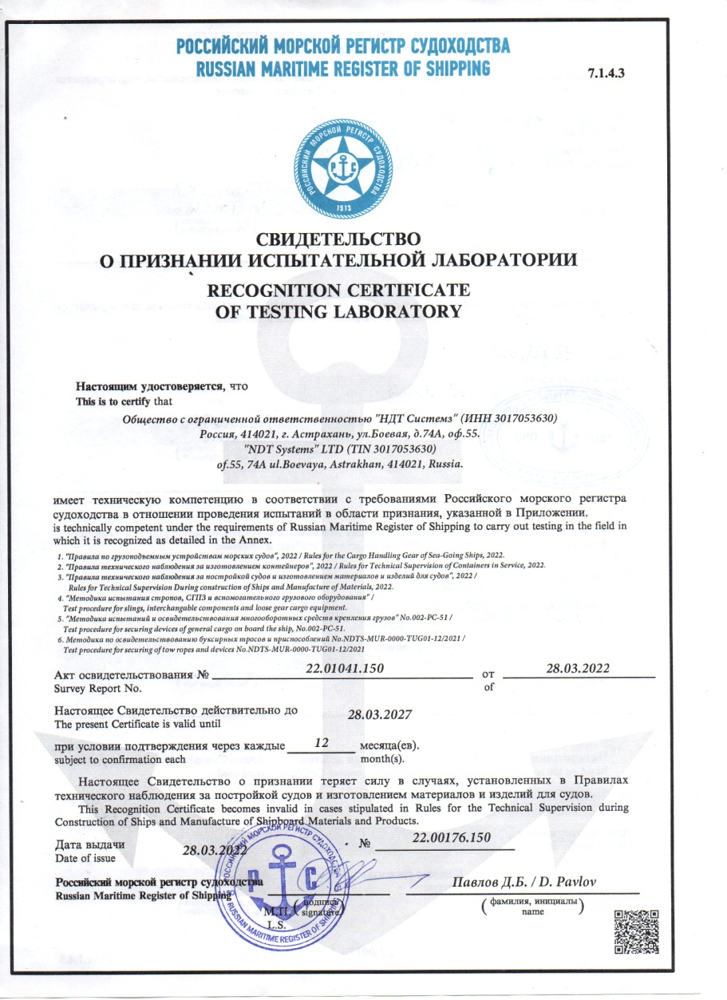 РОССИЙСКИЙ МОРСКОЙ РЕГИСТР СУДОХОДСТВА
RUSSIAN MARITIME REGISTER OF SHIPPING
7.1.4.3
РОССИЙСКИЙ МОРСКОЙ РЕГИСТР СУДОХОДСТВА
Р С
1913
СВИДЕТЕЛЬСТВО
О ПРИЗНАНИИ ИСПЫТАТЕЛЬНОЙ ЛАБОРАТОРИИ
RECOGNITION CERTIFICATE
OF TESTING LABORATORY
Настоящим удостоверяется, что
This is to certify that
Общество с ограниченной ответственностью "НДТ Системз" (ИНН 3017053630)
Россия, 414021, г. Астрахань, ул.Боевая, д.74А, оф.55.
"NDT Systems" LTD (TIN 3017053630)
of.55, 74A ul.Boevaya, Astrakhan, 414021, Russia.
имеет техническую компетенцию в соответствии с требованиями Российского морского регистра
судоходства в отношении проведения испытаний в области признания, указанной в Приложении.
is technically competent under the requirements of Russian Maritime Register of Shipping to carry out testing in the field in
which it is recognized as detailed in the Annex.
1. "Правила по грузоподъемным устройствам морских судов", 2022 / Rules for the Cargo Handling Gear of Sea-Going Ships, 2022.
2. "Правила технического наблюдения за изготовлением контейнеров", 2022 / Rules for Technical Supervision of Containers in Service, 2022.
3. "Правила технического наблюдения за постройкой судов и изготовлением материалов и изделий для судов", 2022 /
Rules for Technical Supervision During construction of Ships and Manufacture of Materials, 2022.
4. "Методика испытания стропов, СГПЗ и вспомогательного грузового оборудования" /
Test procedure for slings, interchangable components and loose gear cargo equipment.
5. "Методика испытаний и освидетельствования многооборотных средств крепления грузов" No.002-PC-51 /
Test procedure for securing devices of general cargo on board the ship, No.002-PC-51.
6. Методика по освидетельствованию буксирных тросов и приспособлений No.NDTS-MUR-0000-TUG01-12/2021 /
Test procedure for securing of tow ropes and devices No.NDTS-MUR-0000-TUG01-12/2021
Акт освидетельствования № 22.01041.150 от 28.03.2022
Survey Report No. of
Настоящее Свидетельство действительно до 28.03.2027
The present Certificate is valid until
при условии подтверждения через каждые 12 месяца(ев).
subject to confirmation each month(s).
Настоящее Свидетельство о признании теряет силу в случаях, установленных в Правилах
технического наблюдения за постройкой судов и изготовлением материалов и изделий для судов.
This Recognition Certificate becomes invalid in cases stipulated in Rules for the Technical Supervision during
Construction of Ships and Manufacture of Shipboard Materials and Products.
Дата выдачи 28.03.2022 № 22.00176.150
Date of issue
Российский морской регистр судоходства Павлов Д.Б. / D. Pavlov
Russian Maritime Register of Shipping
М.П. (подпись signature) (фамилия, инициалы name)
L.S.
РОССИЙСКИЙ МОРСКОЙ РЕГИСТР СУДОХОДСТВА
Р С
RUSSIAN MARITIME REGISTER OF SHIPPING